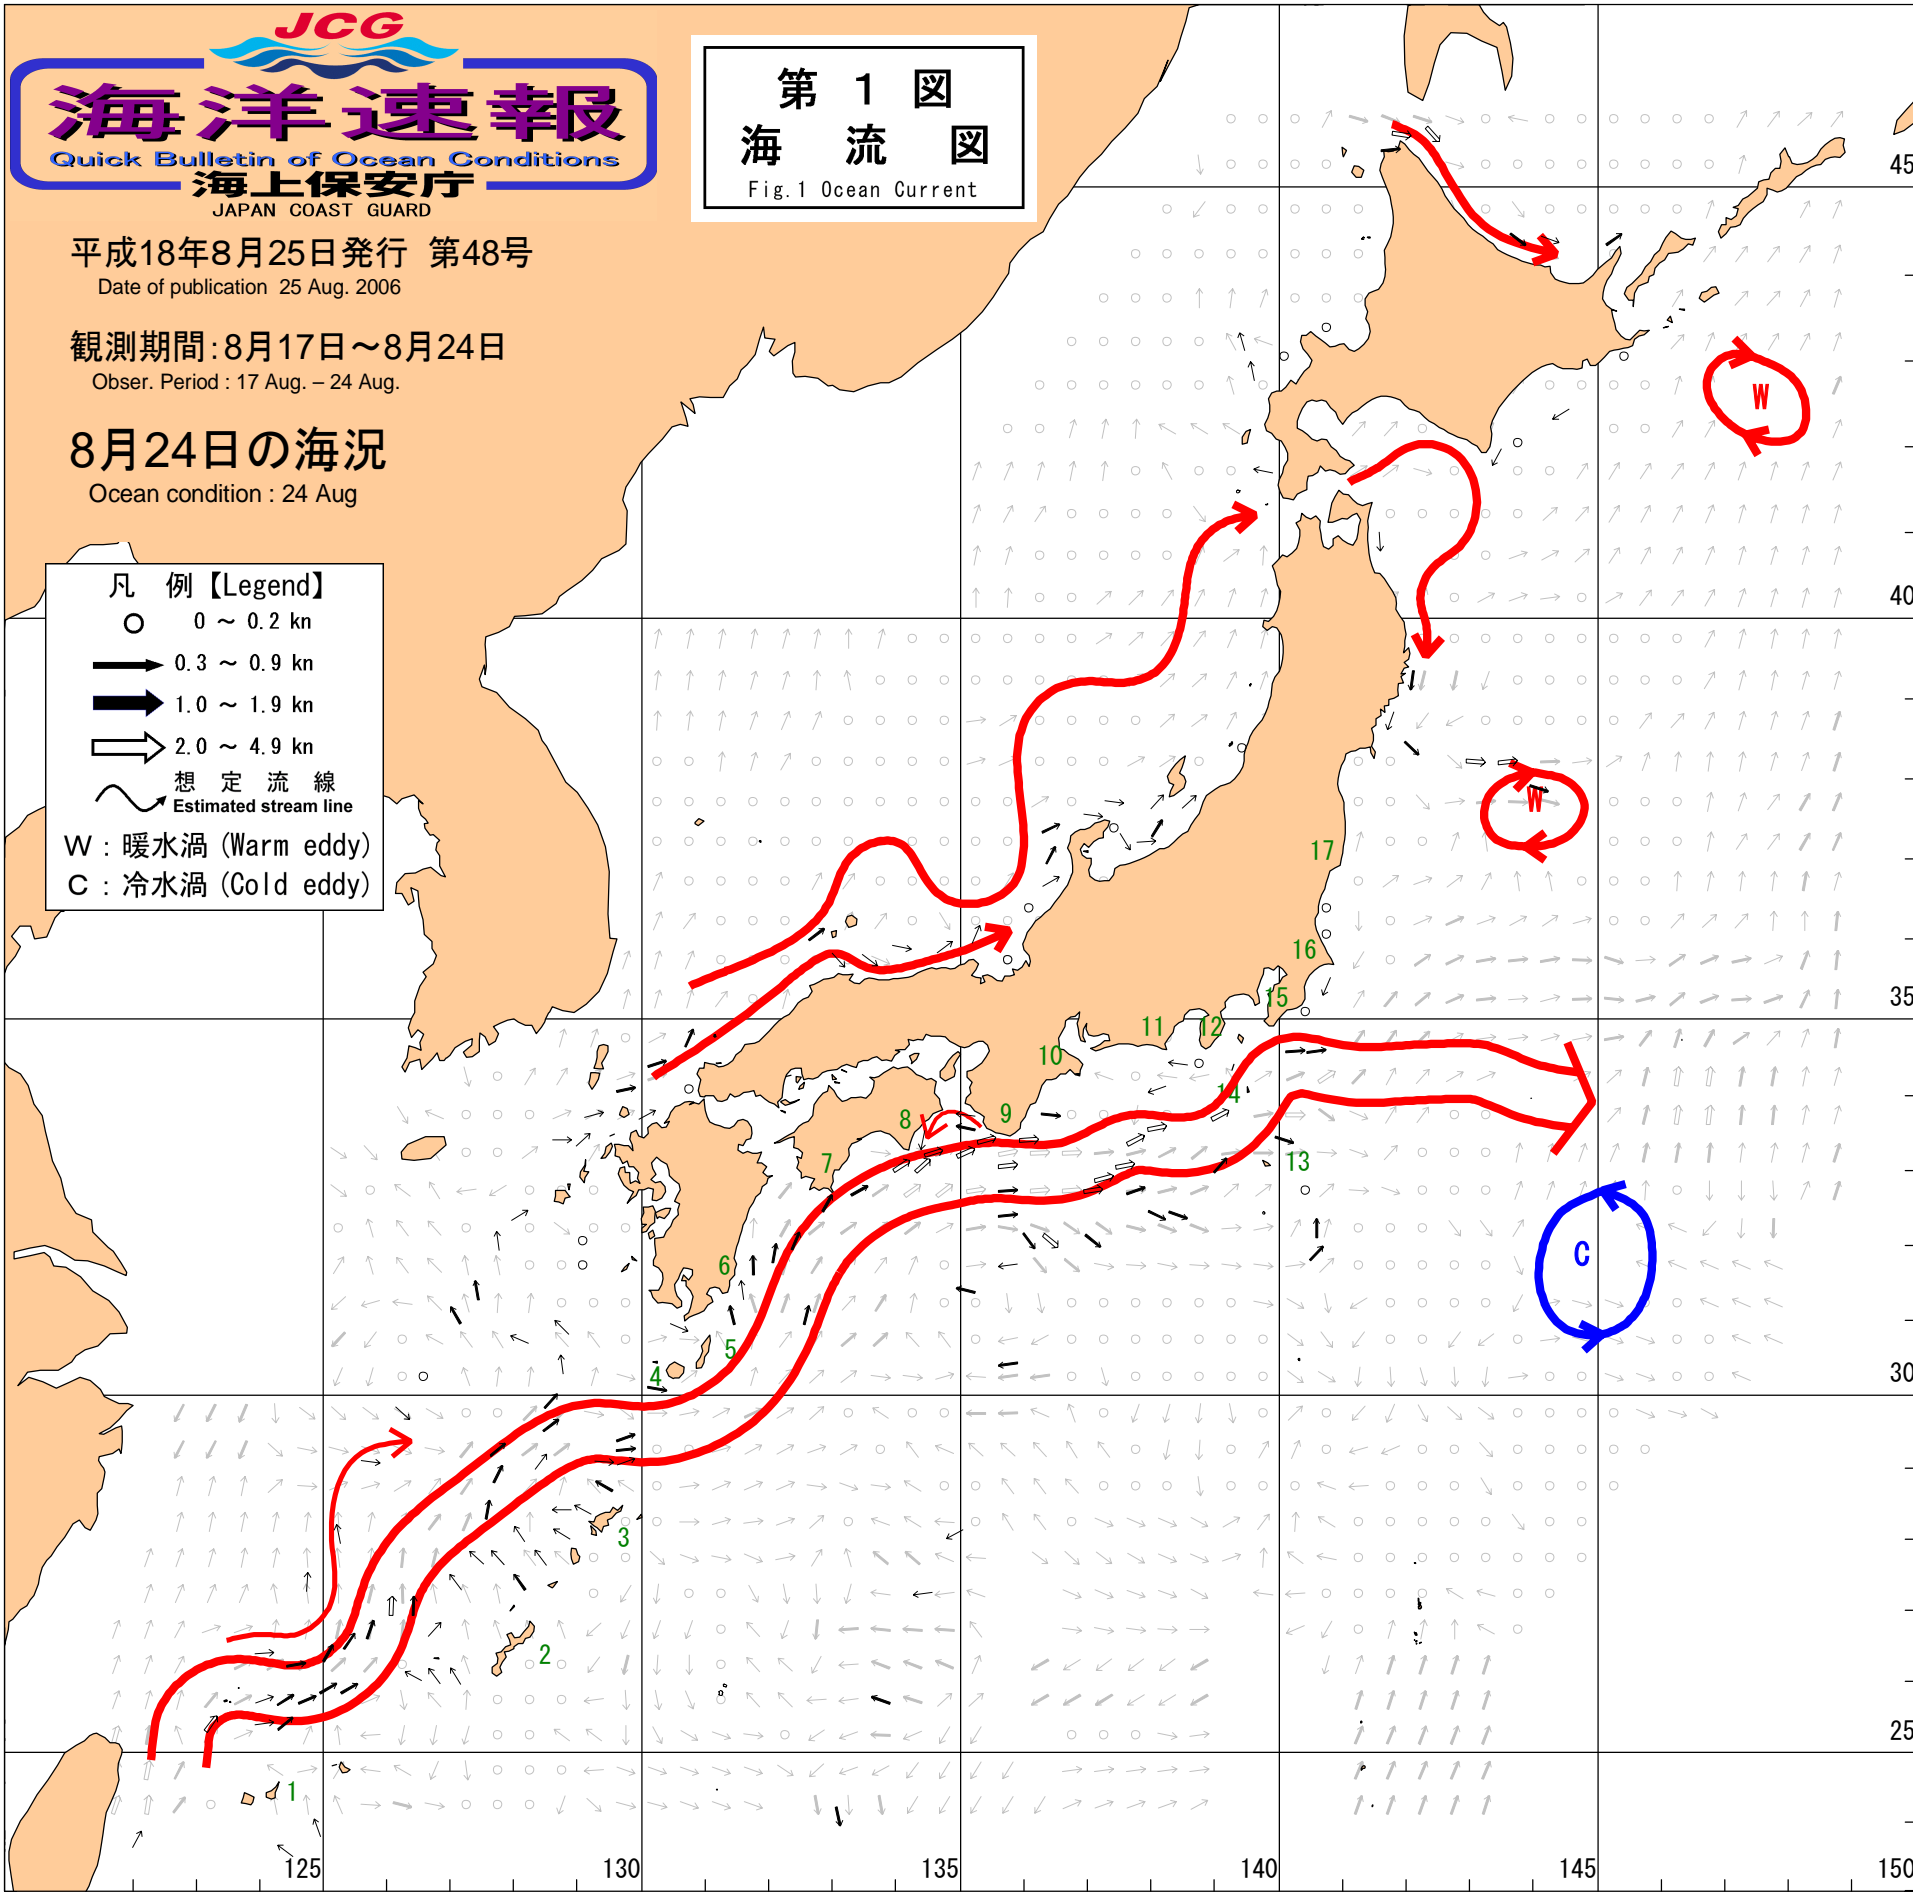 JCG
海洋速報
Quick Bulletin of Ocean Conditions
海上保安庁
JAPAN COAST GUARD
第 1 図
海 流 図
Fig.1 Ocean Current
平成18年8月25日発行 第48号
Date of publication 25 Aug. 2006
観測期間:8月17日～8月24日
Obser. Period : 17 Aug. – 24 Aug.
8月24日の海況
Ocean condition : 24 Aug
凡 例【Legend】
0 ～ 0.2 kn
0.3 ～ 0.9 kn
1.0 ～ 1.9 kn
2.0 ～ 4.9 kn
想 定 流 線
Estimated stream line
W : 暖水渦 (Warm eddy)
C : 冷水渦 (Cold eddy)
45
W
40
W
17
16
35
15
12
11
10
14
9
8
13
7
6
C
5
4
30
3
2
25
1
125
130
135
140
145
150